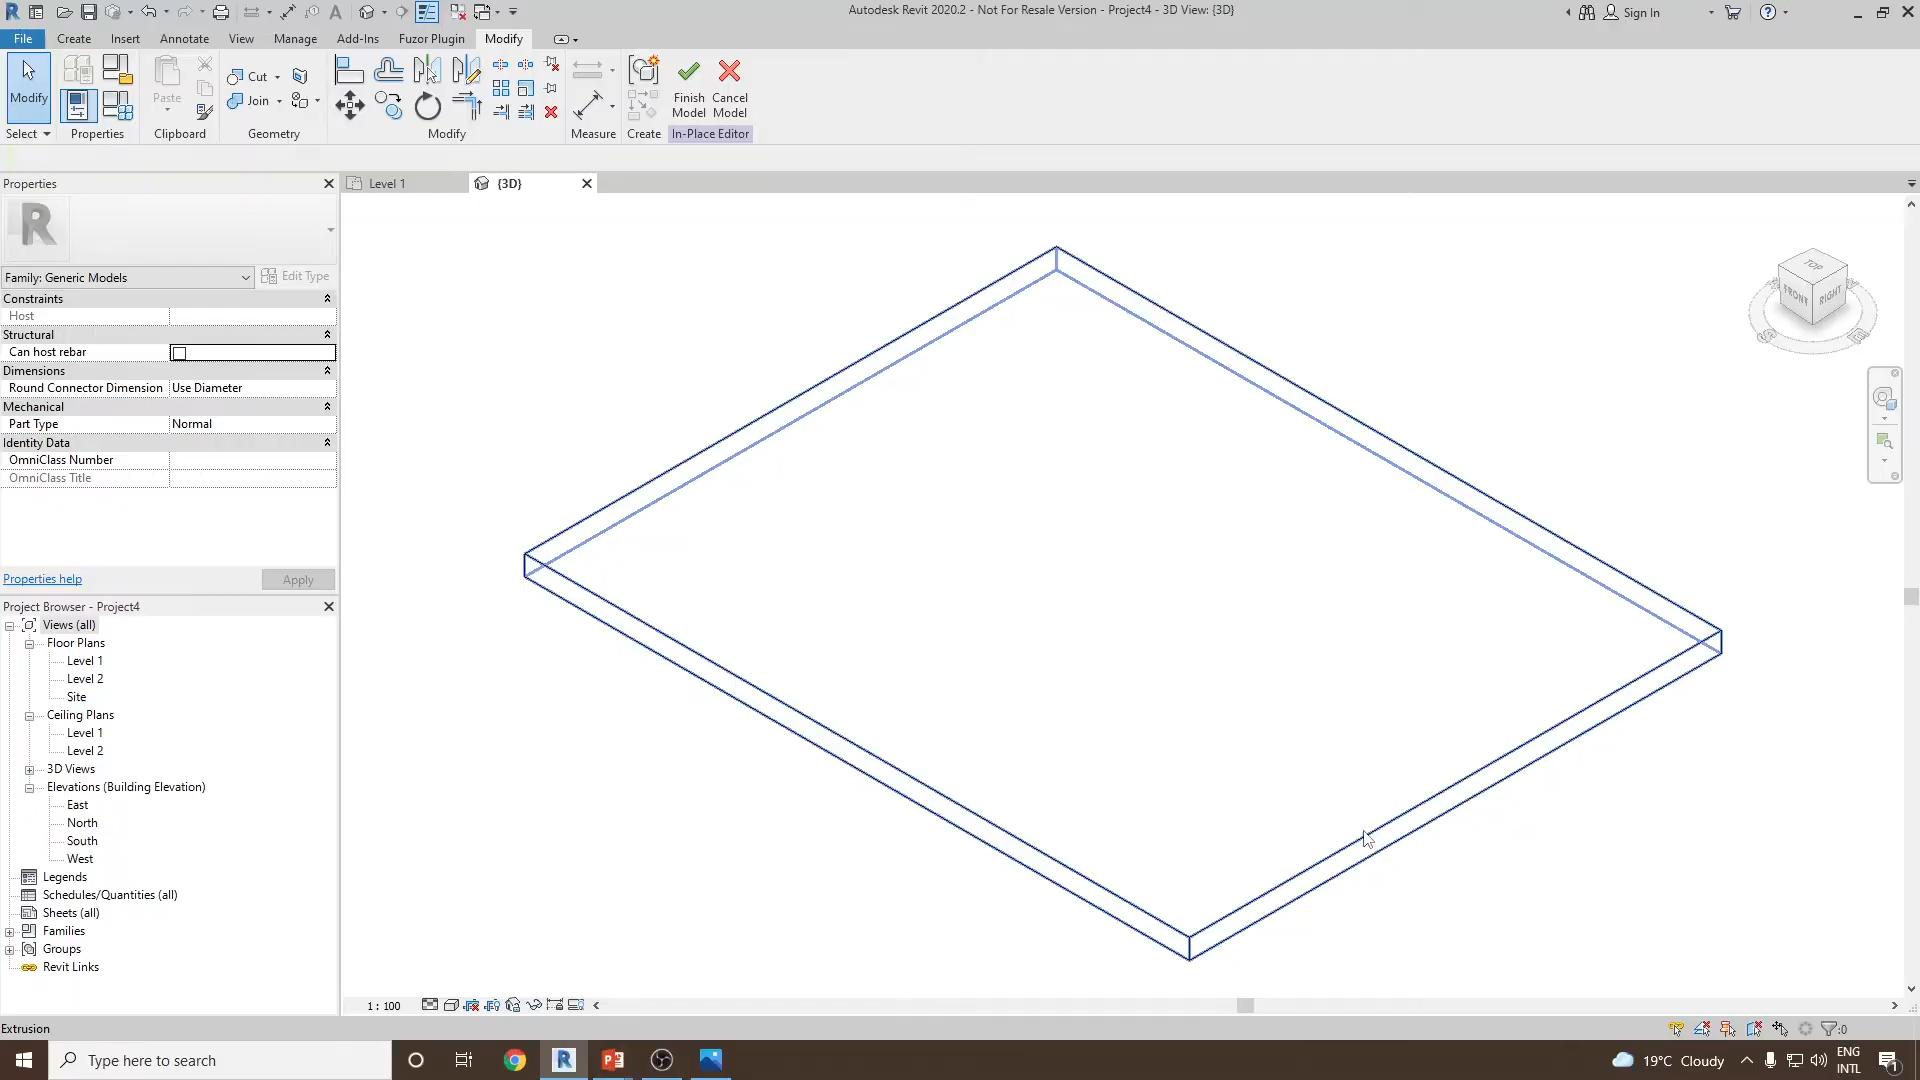 Autodesk Revit 2020.2 - Not For Resale Version - Project4 - 3D View: {3D}
Sign In
File
Create
Insert
Annotate
View
Manage
Add-Ins
Fuzor Plugin
Modify
Modify
Paste
Cut
Join
Finish Model
Cancel Model
Select
Properties
Clipboard
Geometry
Modify
Measure
Create
In-Place Editor
Properties
Level 1
{3D}
Family: Generic Models
Edit Type
Constraints
Host
Structural
Can host rebar
Dimensions
Round Connector Dimension Use Diameter
Mechanical
Part Type Normal
Identity Data
OmniClass Number
OmniClass Title
Properties help
Apply
TOP
FRONT
RIGHT
S
E
Project Browser - Project4
Views (all)
Floor Plans
Level 1
Level 2
Site
Ceiling Plans
Level 1
Level 2
3D Views
Elevations (Building Elevation)
East
North
South
West
Legends
Schedules/Quantities (all)
Sheets (all)
Families
Groups
Revit Links
1 : 100
Extrusion
:0
Type here to search
19°C Cloudy
ENG
INTL
1